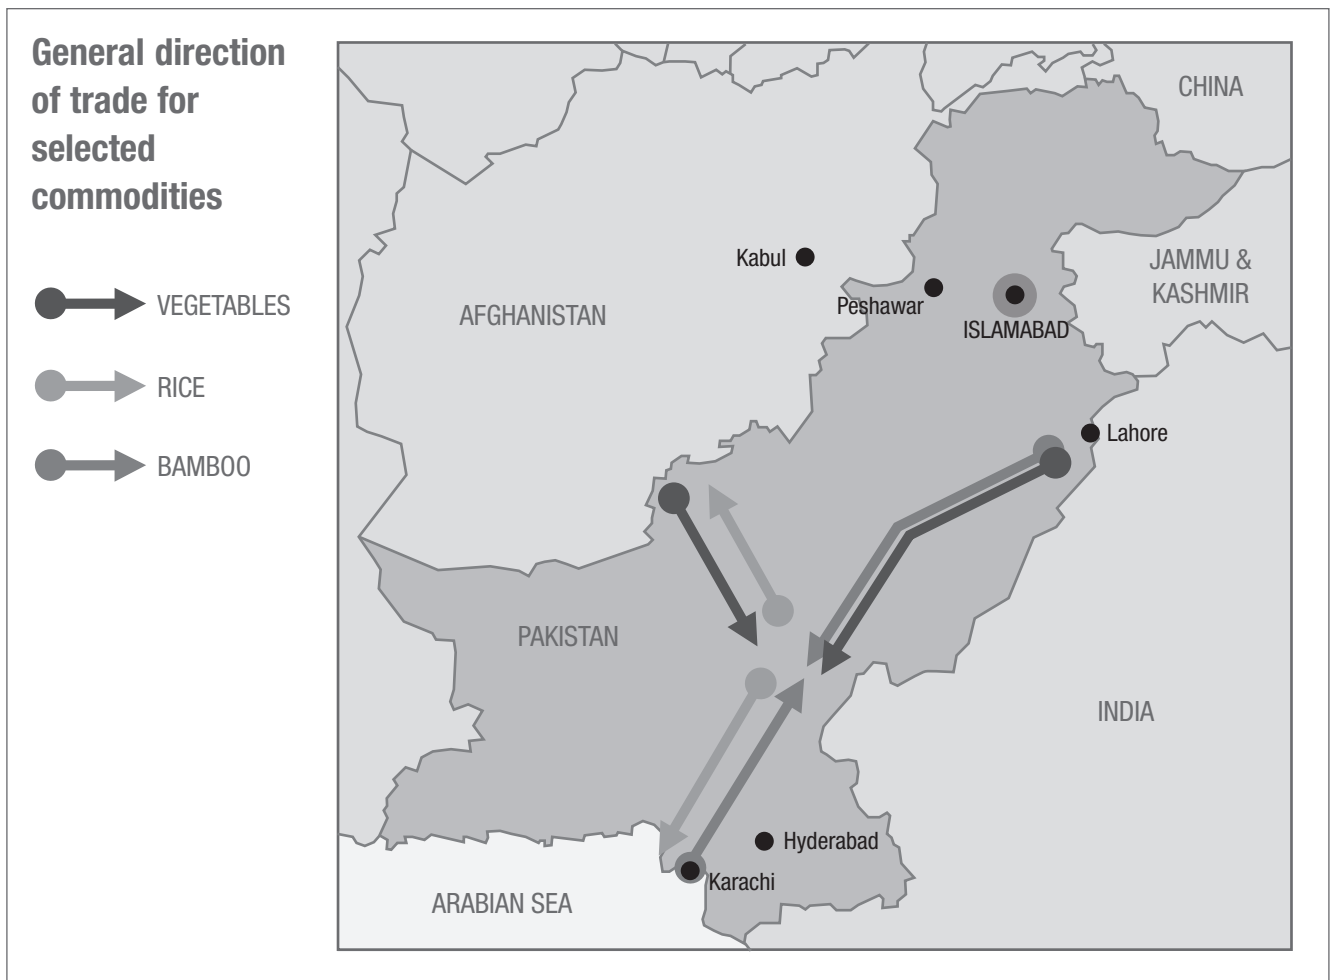 General direction
of trade for
selected
commodities
VEGETABLES
RICE
BAMBOO
CHINA
Kabul
JAMMU &
KASHMIR
AFGHANISTAN
Peshawar
ISLAMABAD
Lahore
PAKISTAN
INDIA
Hyderabad
Karachi
ARABIAN SEA